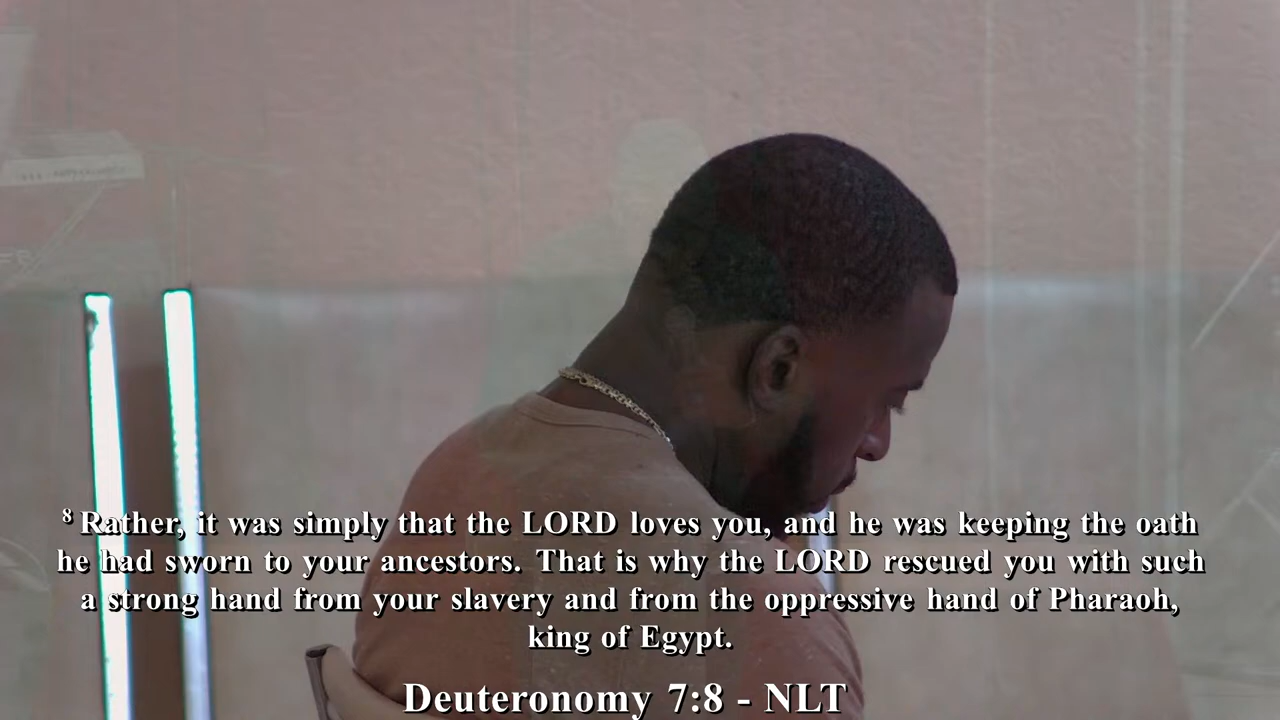 8 Rather, it was simply that the LORD loves you, and he was keeping the oath
he had sworn to your ancestors. That is why the LORD rescued you with such
a strong hand from your slavery and from the oppressive hand of Pharaoh,
king of Egypt.
Deuteronomy 7:8 - NLT